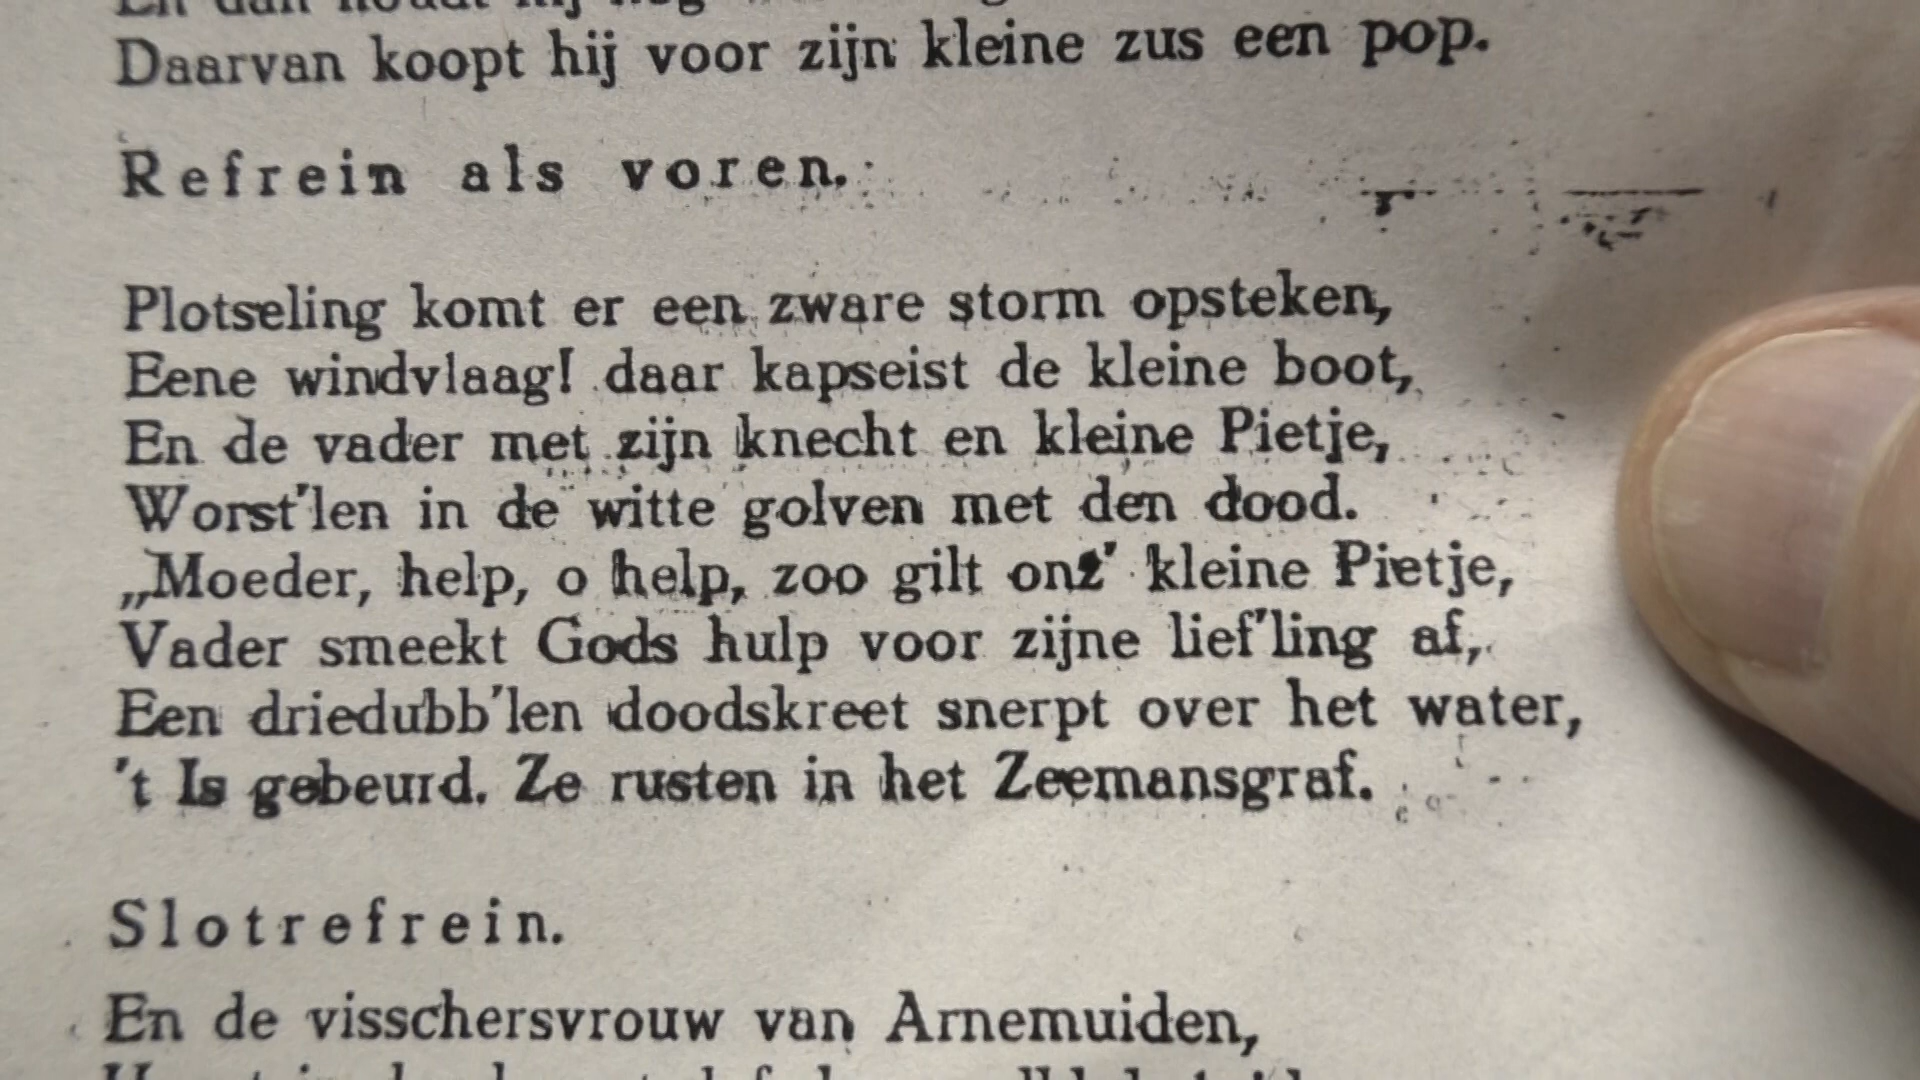 Daarvan koopt hij voor zijn kleine zus een pop.
Refrein als voren.
Plotseling komt er een zware storm opsteken,
Eene windvlaag! daar kapseist de kleine boot,
En de vader met zijn knecht en kleine Pietje,
Worst'len in de witte golven met den dood.
„Moeder, help, o help, zoo gilt onz' kleine Pietje,
Vader smeekt Gods hulp voor zijne lief'ling af,
Een driedubb'len doodskreet snerpt over het water,
't Is gebeurd. Ze rusten in het Zeemansgraf.
Slotrefrein.
En de visschersvrouw van Arnemuiden,